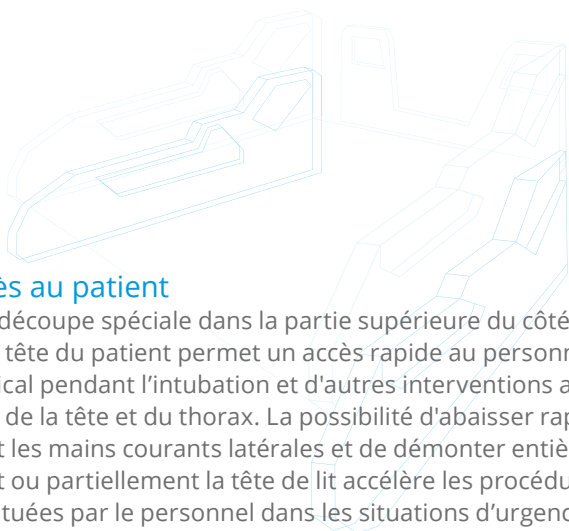 ès au patient
découpe spéciale dans la partie supérieure du côté
tête du patient permet un accès rapide au personn
ical pendant l’intubation et d'autres interventions a
de la tête et du thorax. La possibilité d'abaisser rap
t les mains courants latérales et de démonter entiè
t ou partiellement la tête de lit accélère les procédu
tuées par le personnel dans les situations d’urgenc